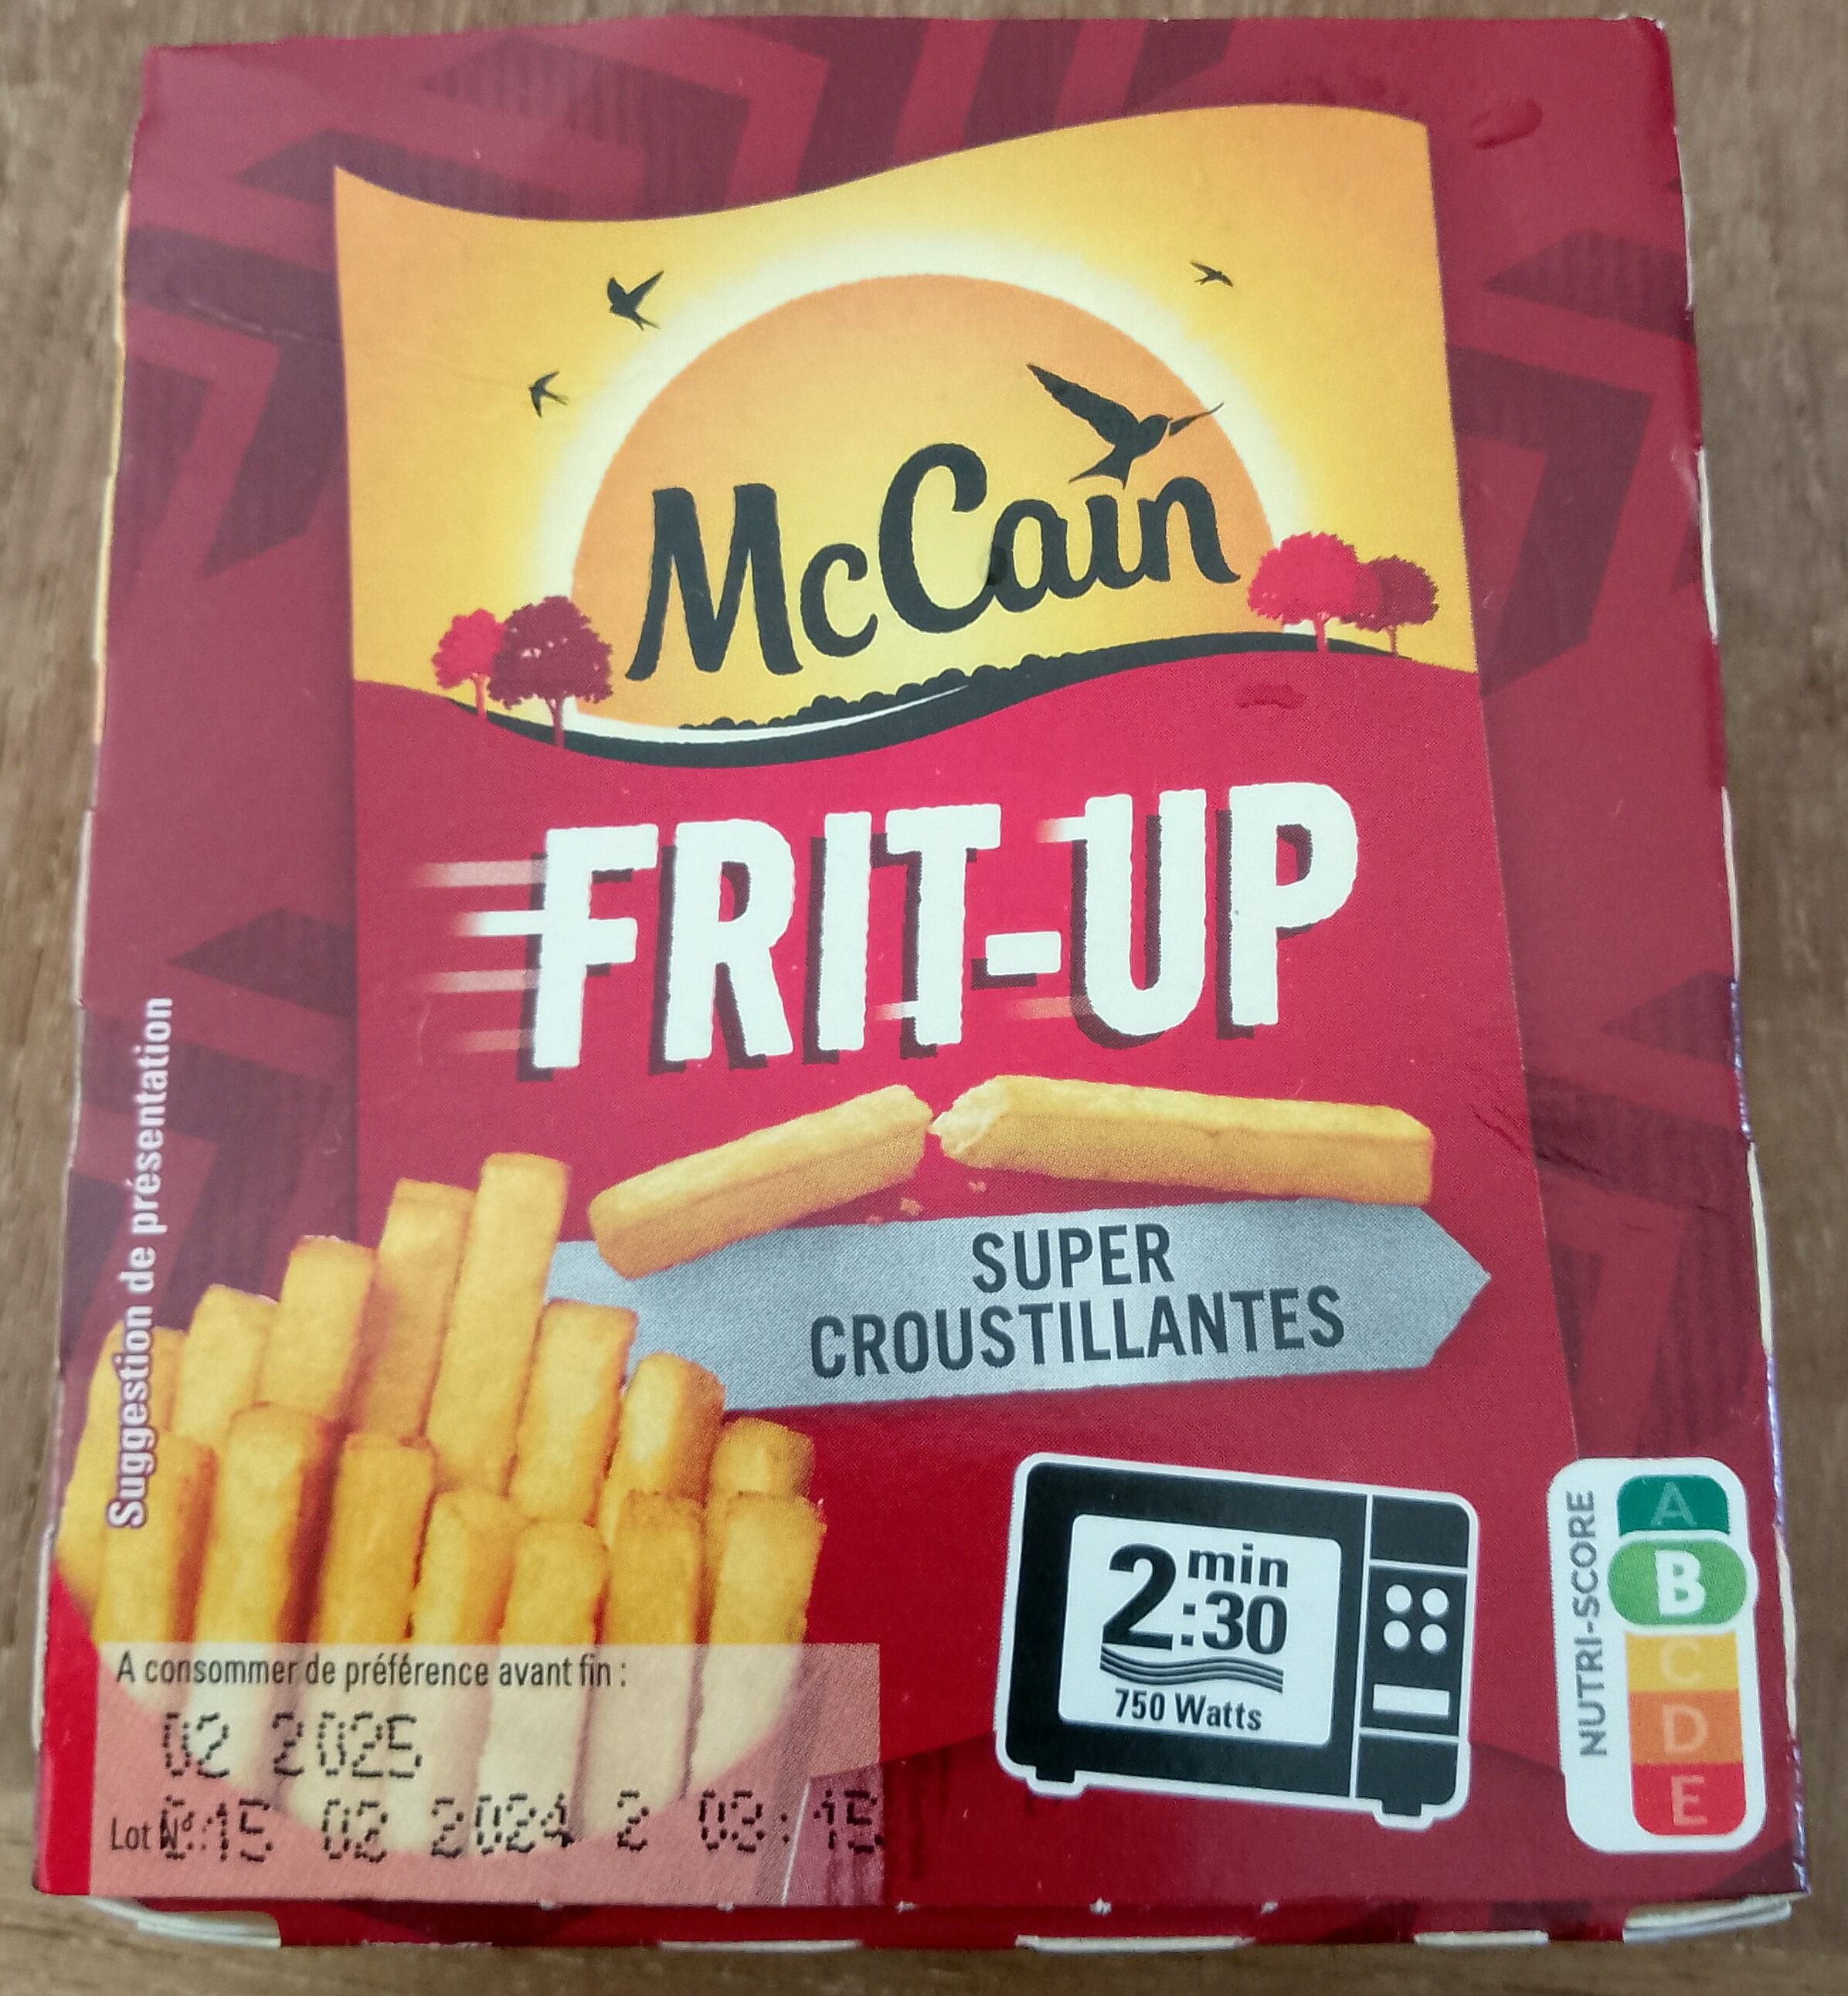 McCain
FRIT-UP
SUPER
CROUSTILLANTES
Suggestion de présentation
2 min
:30
750 Watts
NUTRI-SCORE
A
B
C
D
E
A consommer de préférence avant fin :
02 2025
Lot N°: 15 02 2024 2 03:15